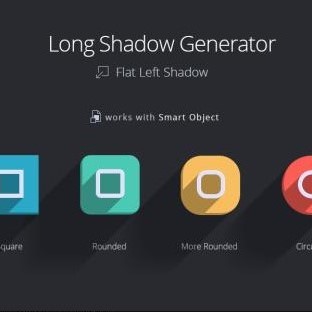 Long Shadow Generator
Flat Left Shadow
works with Smart Object
quare
Rounded
More Rounded
Circ